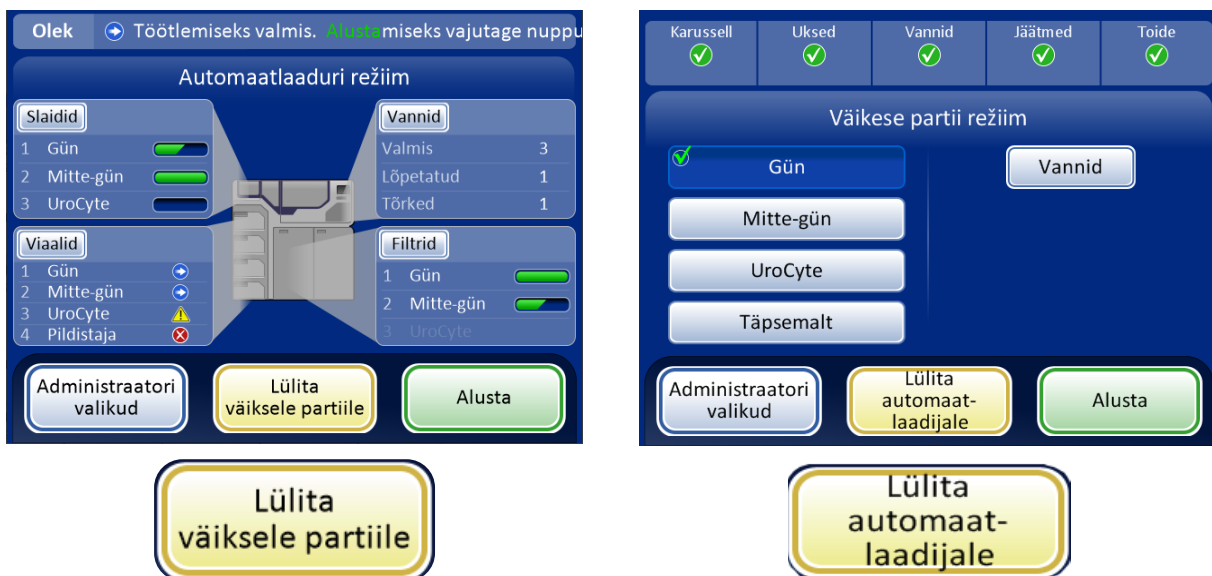 Olek Töötlemiseks valmis. Alustamiseks vajutage nuppu
Automaatlaaduri režiim
Slaidid
1 Gün
2 Mitte-gün
3 UroCyte
Vannid
Valmis 3
Lõpetatud 1
Tõrked 1
Viaalid
1 Gün
2 Mitte-gün
3 UroCyte
4 Pildistaja
Filtrid
1 Gün
2 Mitte-gün
3 UroCyte
Administraatori
valikud
Lülita
väiksele partiile
Alusta
Lülita
väiksele partiile
Karussell Uksed Vannid Jäätmed Toide
Väikese partii režiim
Gün
Mitte-gün
UroCyte
Täpsemalt
Vannid
Administraatori
valikud
Lülita
automaat-
laadijale
Alusta
Lülita
automaat-
laadijale